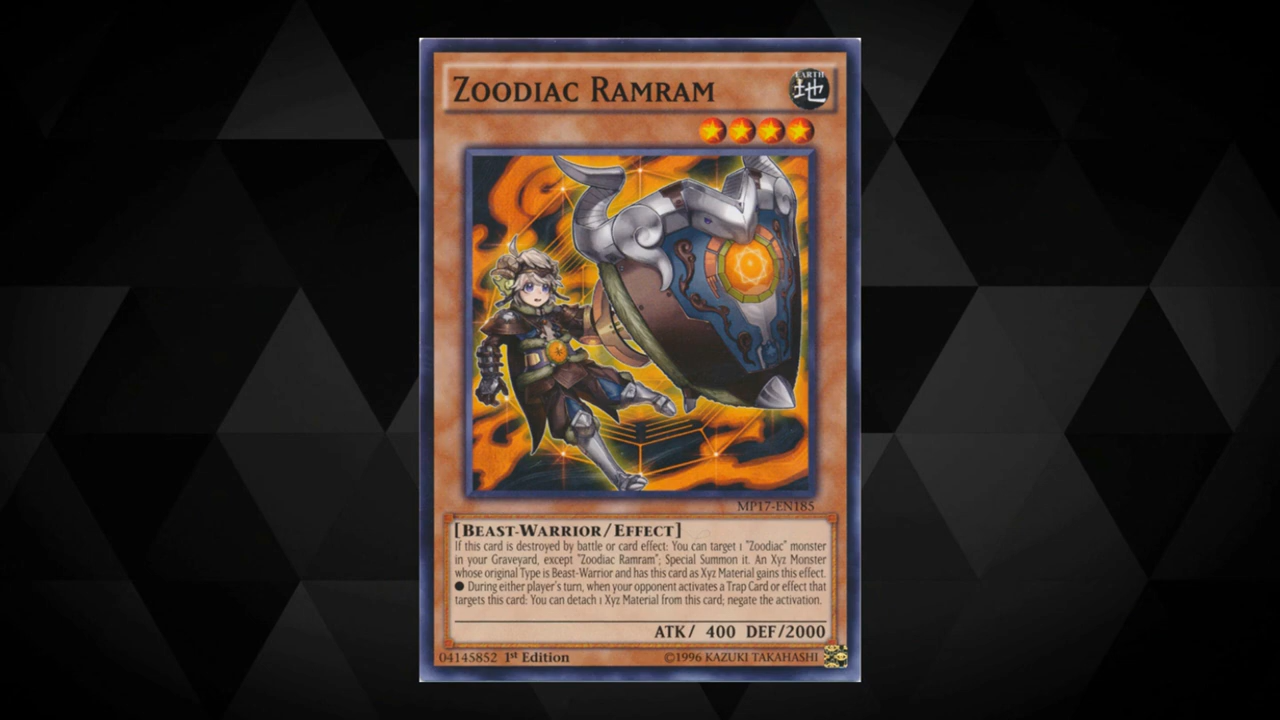 Zoodiac Ramram
EARTH
地
MP17-EN185
[Beast-Warrior/Effect]
If this card is destroyed by battle or card effect: You can target 1 "Zoodiac" monster
in your Graveyard, except "Zoodiac Ramram"; Special Summon it. An Xyz Monster
whose original Type is Beast-Warrior and has this card as Xyz Material gains this effect.
● During either player's turn, when your opponent activates a Trap Card or effect that
targets this card: You can detach 1 Xyz Material from this card; negate the activation.
ATK/ 400 DEF/2000
04145852 1st Edition ©1996 KAZUKI TAKAHASHI